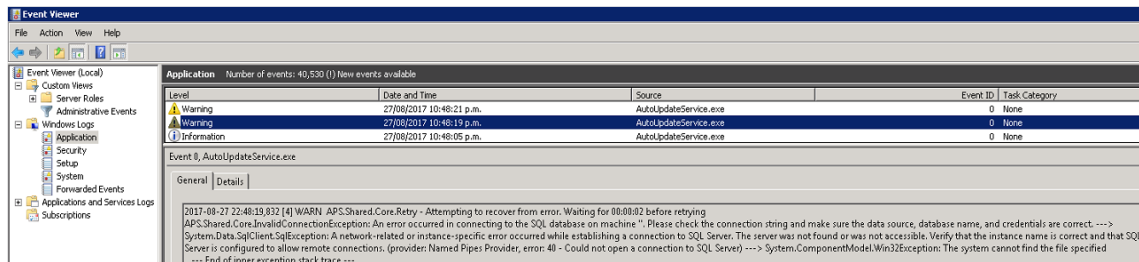 Event Viewer
File Action View Help
Event Viewer (Local)
Custom Views
Server Roles
Administrative Events
Windows Logs
Application
Security
Setup
System
Forwarded Events
Applications and Services Logs
Subscriptions
Application Number of events: 40,530 (!) New events available
Level Date and Time Source Event ID Task Category
Warning 27/08/2017 10:48:21 p.m. AutoUpdateService.exe 0 None
Warning 27/08/2017 10:48:19 p.m. AutoUpdateService.exe 0 None
Information 27/08/2017 10:48:05 p.m. AutoUpdateService.exe 0 None
Event 0, AutoUpdateService.exe
General Details
2017-08-27 22:48:19,832 [4] WARN APS.Shared.Core.Retry - Attempting to recover from error. Waiting for 00:00:02 before retrying
APS.Shared.Core.InvalidConnectionException: An error occurred in connecting to the SQL database on machine ''. Please check the connection string and make sure the data source, database name, and credentials are correct. --->
System.Data.SqlClient.SqlException: A network-related or instance-specific error occurred while establishing a connection to SQL Server. The server was not found or was not accessible. Verify that the instance name is correct and that SQL
Server is configured to allow remote connections. (provider: Named Pipes Provider, error: 40 - Could not open a connection to SQL Server) ---> System.ComponentModel.Win32Exception: The system cannot find the file specified
--- End of inner exception stack trace ---